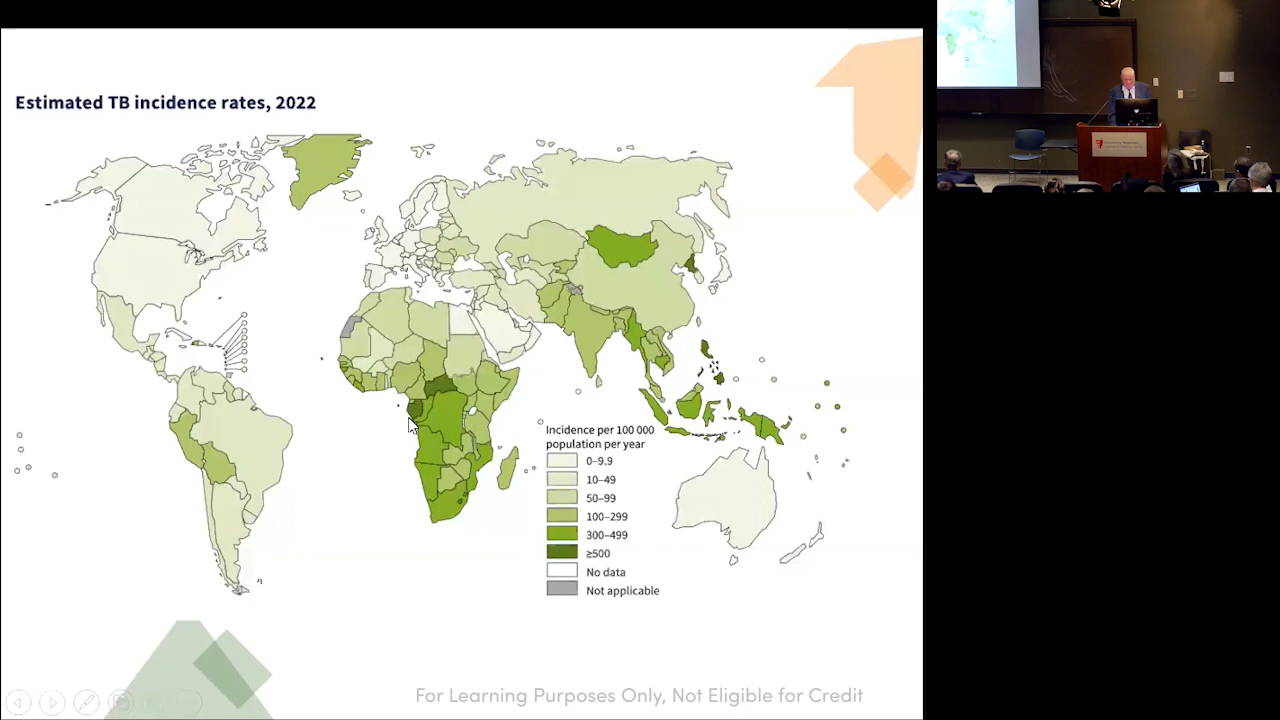 Estimated TB incidence rates, 2022
Incidence per 100 000
population per year
0–9.9
10–49
50–99
100–299
300–499
≥500
No data
Not applicable
For Learning Purposes Only, Not Eligible for Credit